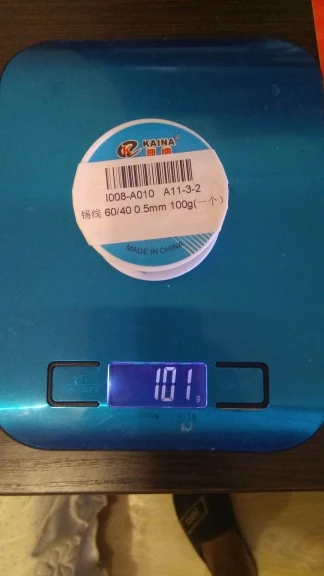 KAINA
I008-A010 A11-3-2
锡线 60/40 0.5mm 100g(一个)
MADE IN CHINA
101
g